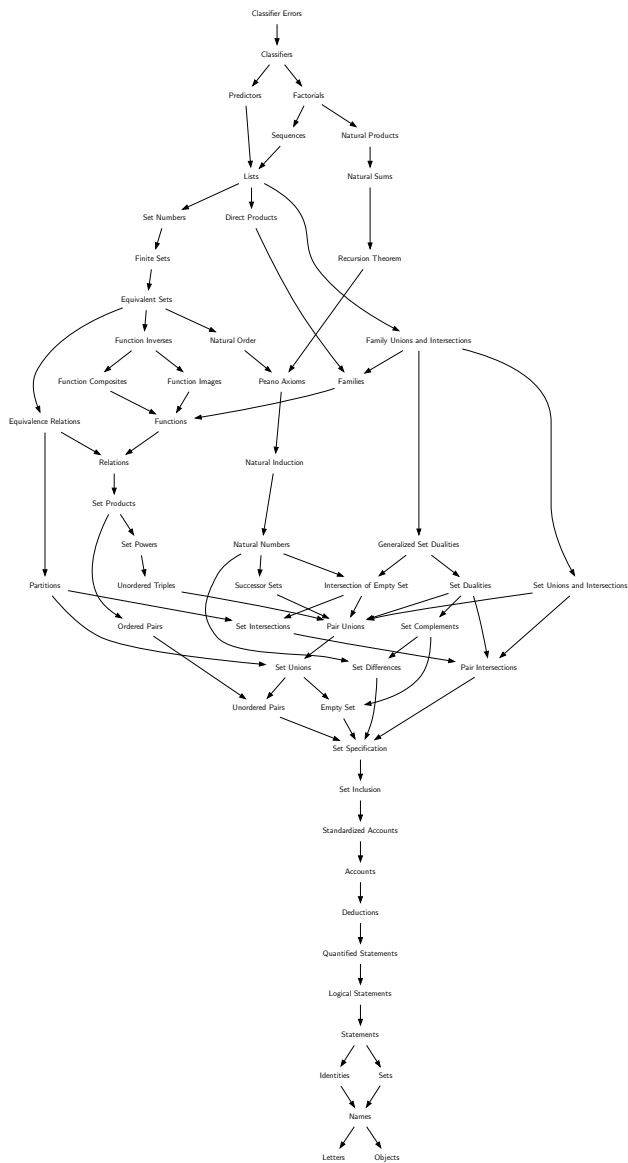 Classifier Errors
Classifiers
Predictors Factorials
Sequences Natural Products
Lists Natural Sums
Set Numbers Direct Products
Finite Sets Recursion Theorem
Equivalent Sets
Function Inverses Natural Order Family Unions and Intersections
Function Composites Function Images Peano Axioms Families
Equivalence Relations Functions
Relations Natural Induction
Set Products
Set Powers Natural Numbers Generalized Set Dualities
Partitions Unordered Triples Successor Sets Intersection of Empty Set Set Dualities Set Unions and Intersections
Ordered Pairs Set Intersections Pair Unions Set Complements
Set Unions Set Differences Pair Intersections
Unordered Pairs Empty Set
Set Specification
Set Inclusion
Standardized Accounts
Accounts
Deductions
Quantified Statements
Logical Statements
Statements
Identities Sets
Names
Letters Objects